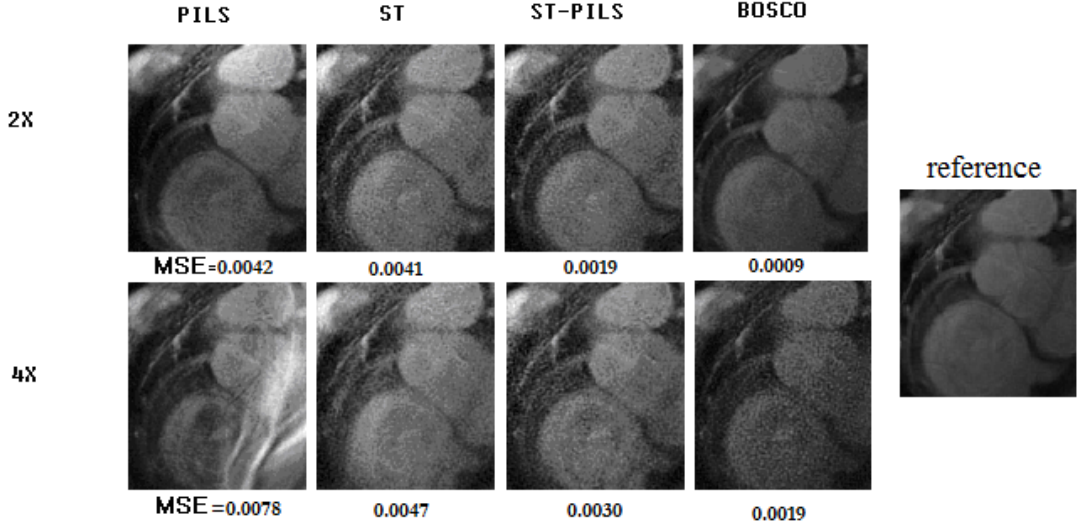 PILS ST ST-PILS BOSCO
2X
reference
MSE=0.0042 0.0041 0.0019 0.0009
4X
MSE=0.0078 0.0047 0.0030 0.0019